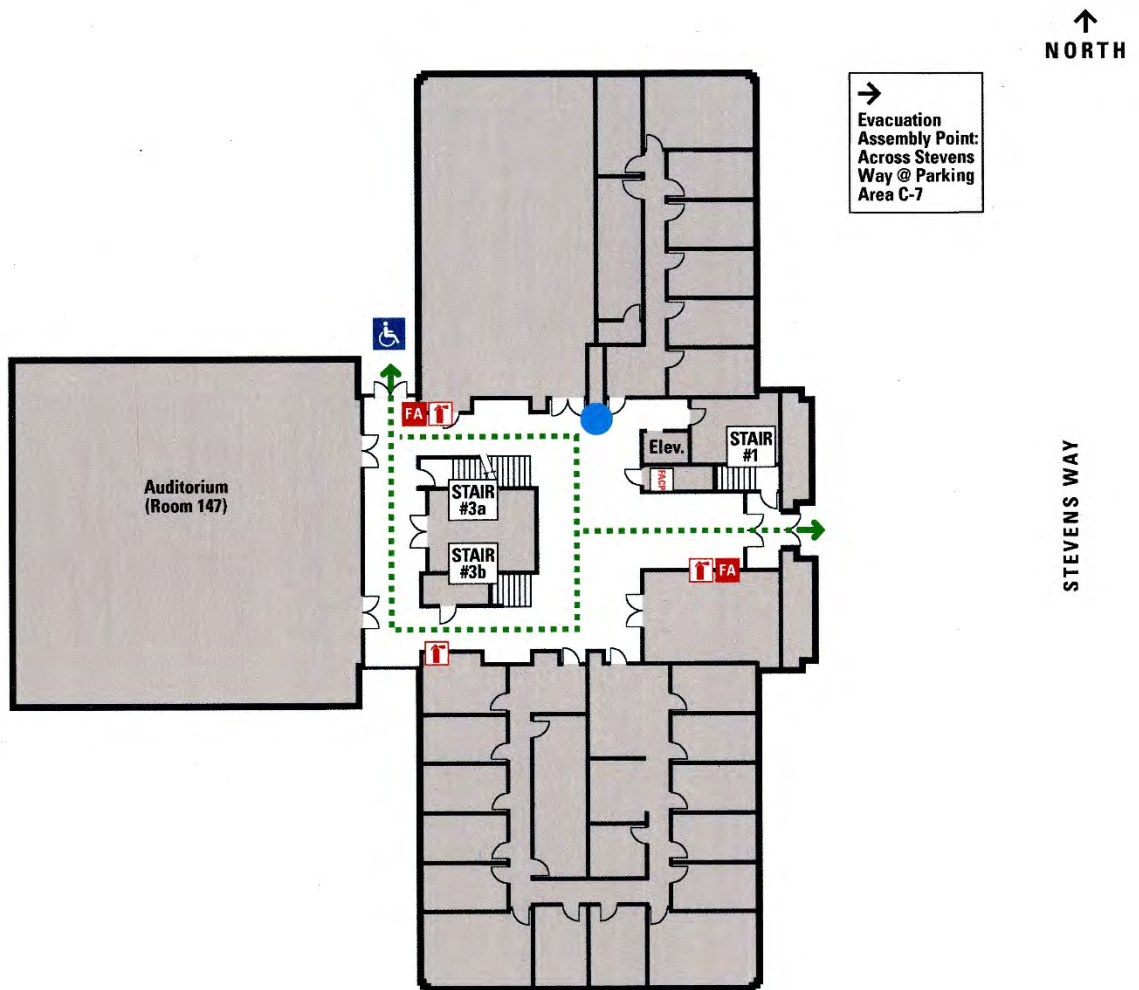 NORTH
Evacuation
Assembly Point:
Across Stevens
Way @ Parking
Area C-7
FA
Elev.
STAIR
#1
FACP
STAIR
#3a
Auditorium
(Room 147)
STAIR
#3b
FA
STEVENS WAY